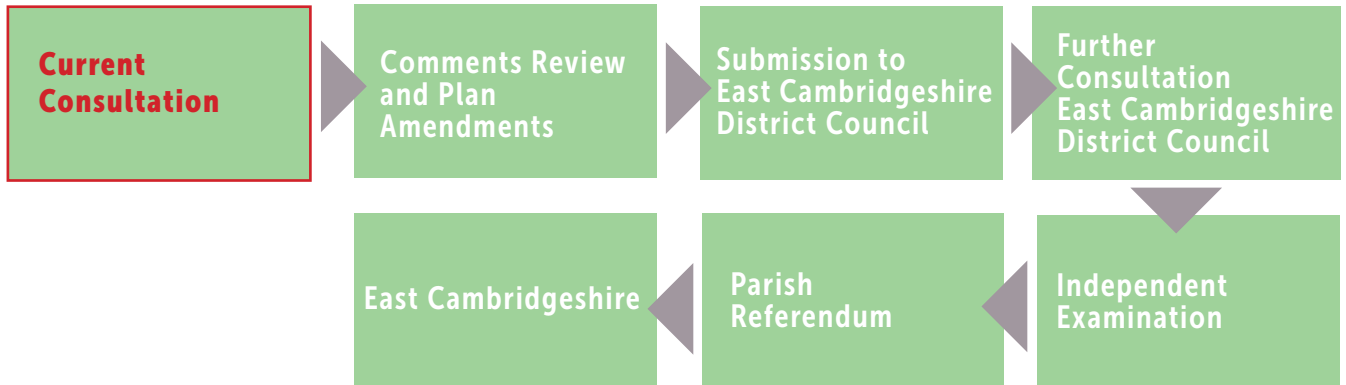 Current
Consultation
Comments Review
and Plan
Amendments
Submission to
East Cambridgeshire
District Council
Further
Consultation
East Cambridgeshire
District Council
Independent
Examination
Parish
Referendum
East Cambridgeshire